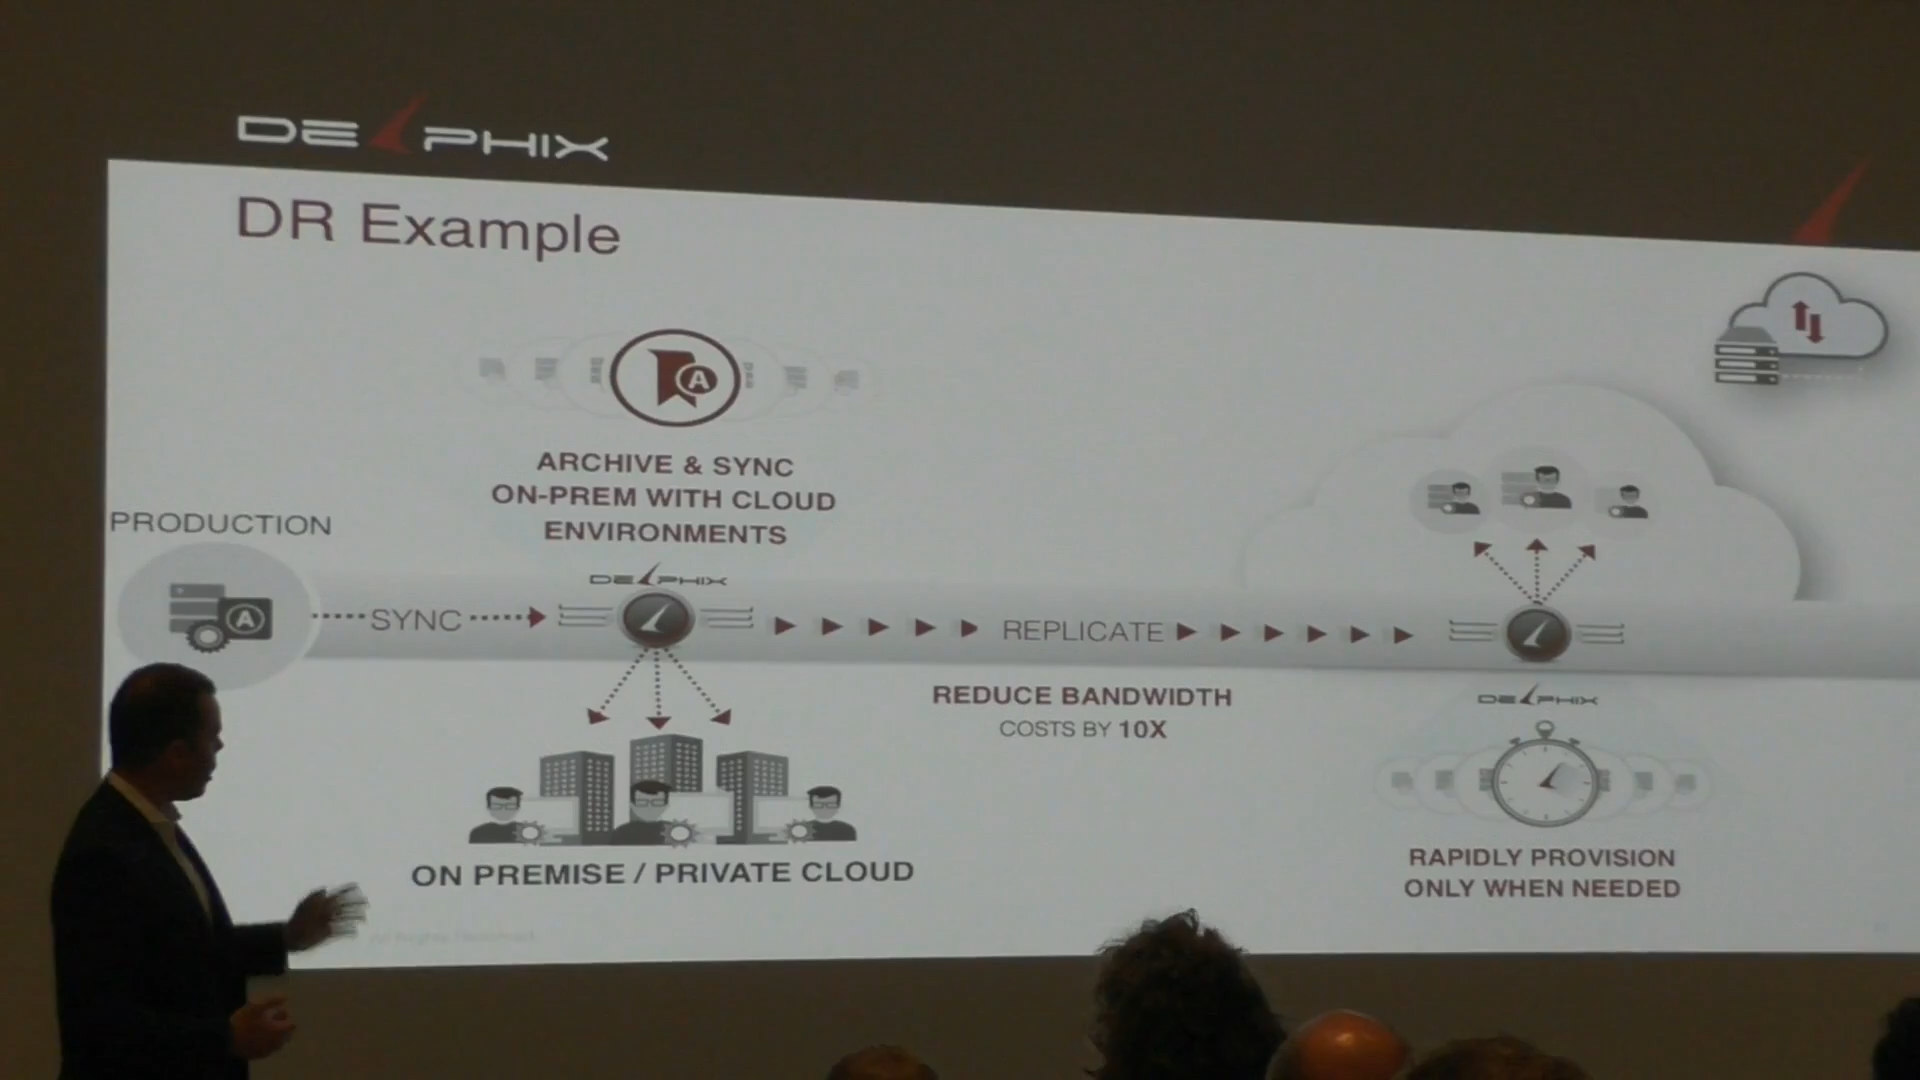 DELPHIX
DR Example
ARCHIVE & SYNC
ON-PREM WITH CLOUD
ENVIRONMENTS
PRODUCTION
A
A
SYNC
DELPHIX
REPLICATE
REDUCE BANDWIDTH
COSTS BY 10X
DELPHIX
ON PREMISE / PRIVATE CLOUD
RAPIDLY PROVISION
ONLY WHEN NEEDED